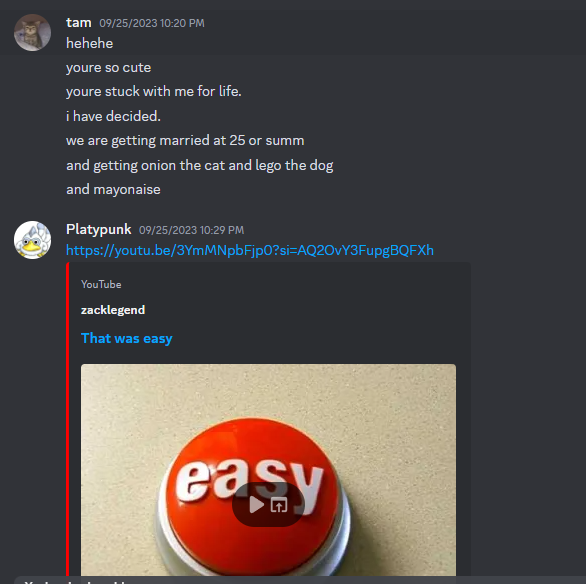 tam 09/25/2023 10:20 PM
hehehe
youre so cute
youre stuck with me for life.
i have decided.
we are getting married at 25 or summ
and getting onion the cat and lego the dog
and mayonaise
Platypunk 09/25/2023 10:29 PM
https://youtu.be/3YmMNpbFjp0?si=AQ2OvY3FupgBQFXh
YouTube
zacklegend
That was easy
easy